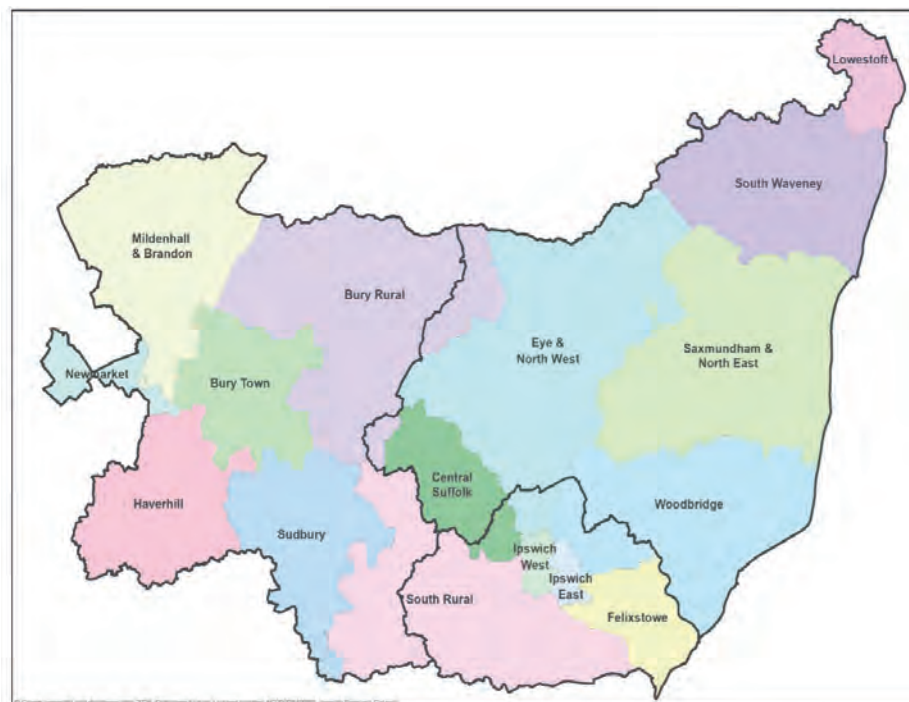 Lowestoft
South Waveney
Mildenhall
& Brandon
Bury Rural
Eye &
North West
Saxmundham &
North East
Newmarket
Bury Town
Central
Suffolk
Haverhill
Woodbridge
Sudbury
Ipswich
West
Ipswich
East
South Rural
Felixstowe